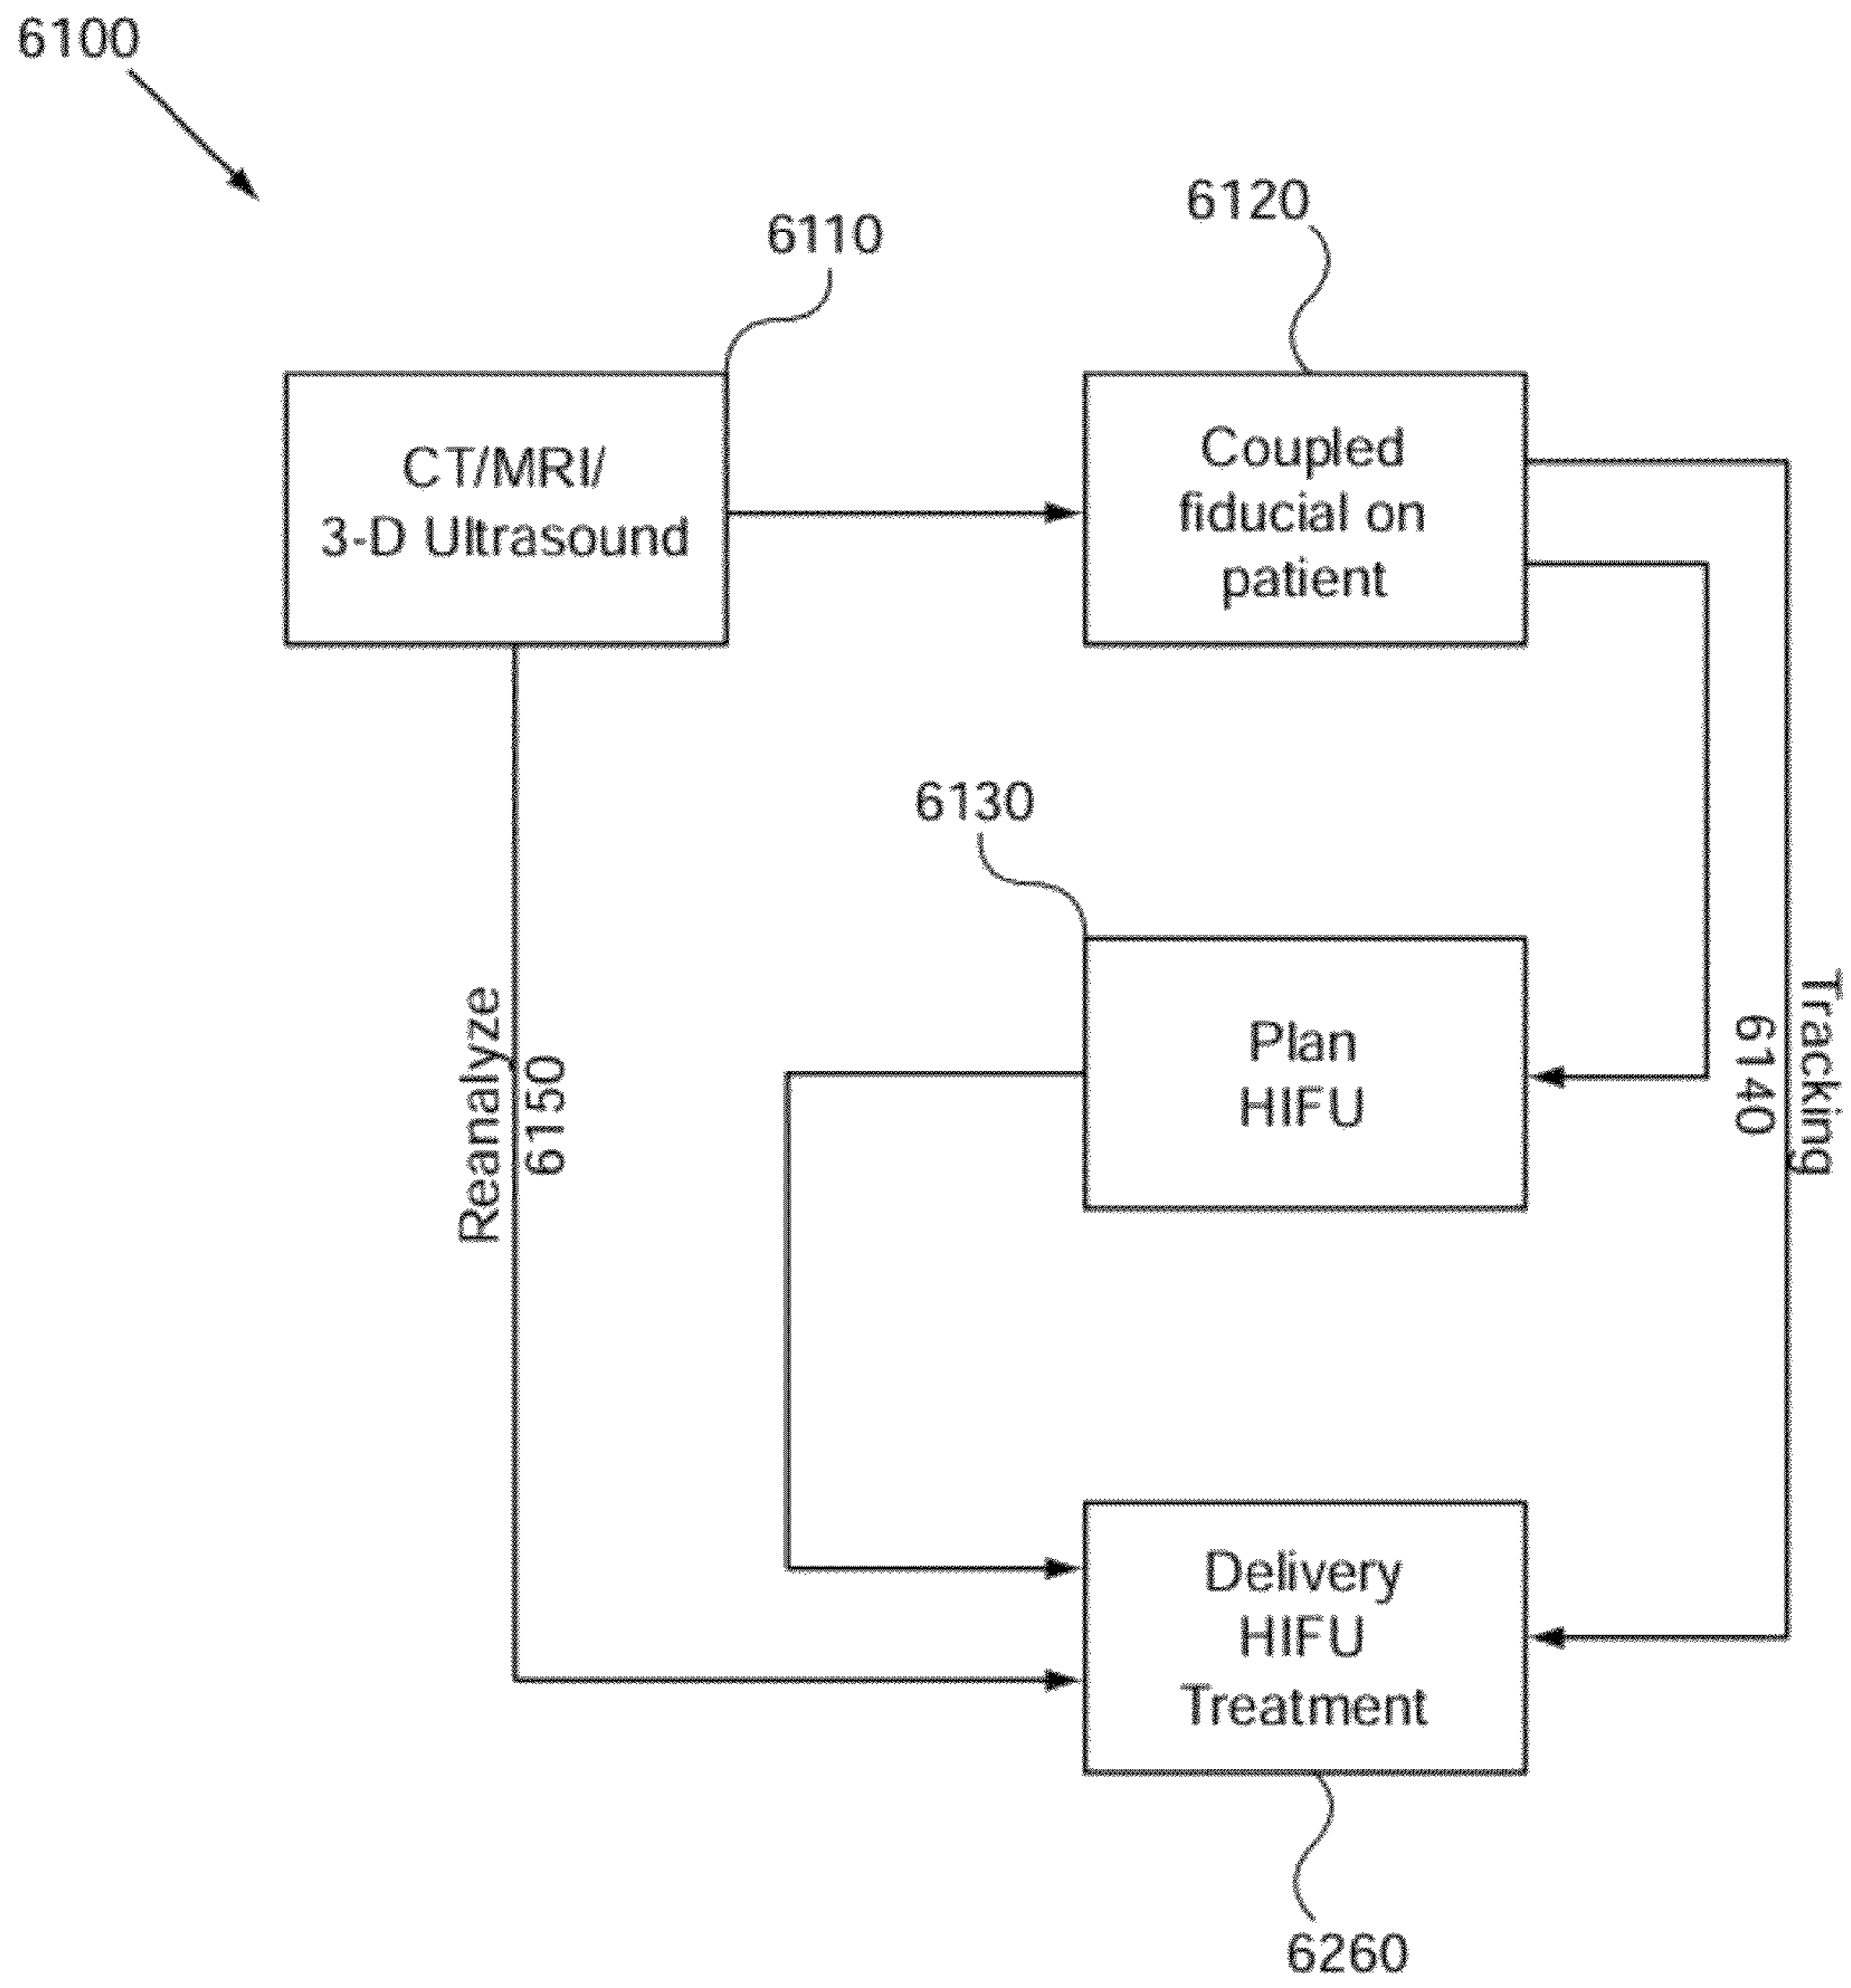 6100
6110
6120
CT/MRI/
3-D Ultrasound
Coupled
fiducial on
patient
6130
Plan
HIFU
Tracking
6140
Reanalyze
6150
Delivery
HIFU
Treatment
6260